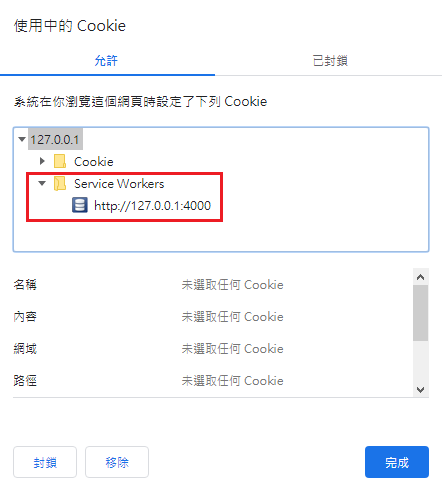 使用中的 Cookie
允許 已封鎖
系統在你瀏覽這個網頁時設定了下列 Cookie
127.0.0.1
Cookie
Service Workers
http://127.0.0.1:4000
名稱 未選取任何 Cookie
內容 未選取任何 Cookie
網域 未選取任何 Cookie
路徑 未選取任何 Cookie
封鎖 移除 完成